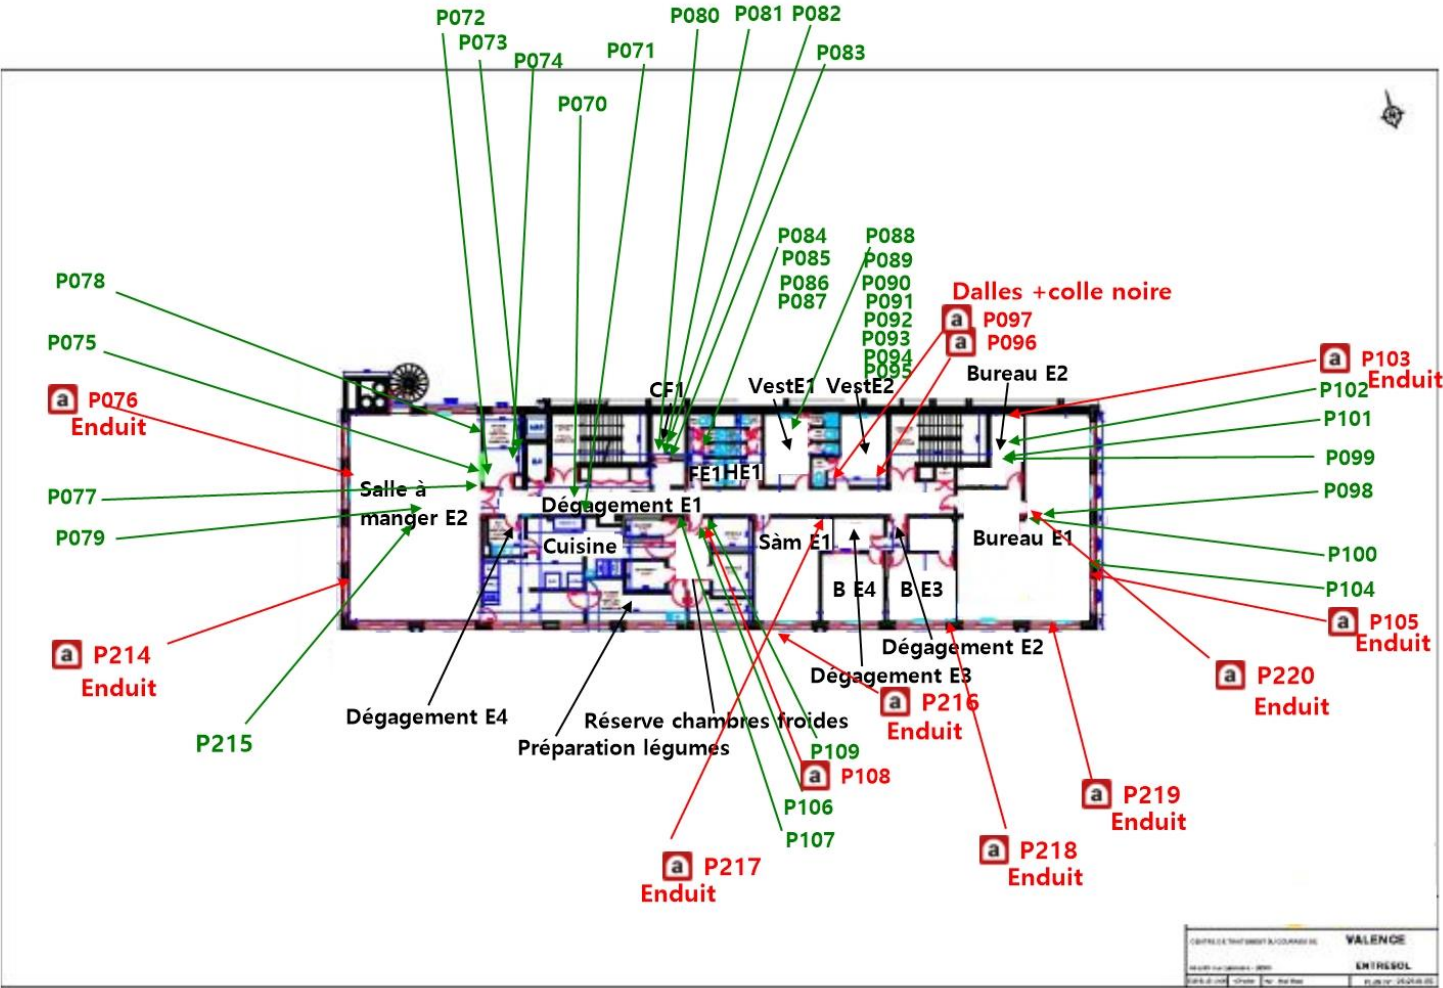 P072
P073
P074
P071
P070
P080
P081
P082
P083
P078
P075
a P076
Enduit
P077
P079
P084
P085
P086
P087
P088
P089
P090
P091
P092
P093
P094
P095
Dalles +colle noire
a P097
a P096
Bureau E2
a P103
Enduit
P102
P101
P099
P098
P100
P104
a P105
Enduit
CF1
VestE1
VestE2
FE1
HE1
Salle à
manger E2
Dégagement E1
Cuisine
Sàm E1
Bureau E1
B E4
B E3
Dégagement E2
Dégagement E3
a P214
Enduit
P215
Dégagement E4
Réserve chambres froides
Préparation légumes
a P216
Enduit
P109
a P108
P106
P107
a P217
Enduit
a P218
Enduit
a P219
Enduit
a P220
Enduit
VALENCE
ENTRESOL